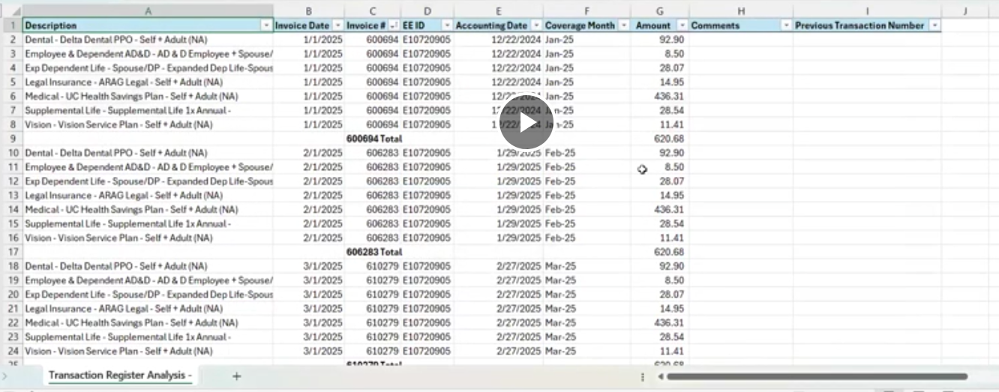 A B C D E F G H I J
1 Description Invoice Date Invoice # EE ID Accounting Date Coverage Month Amount Comments Previous Transaction Number
2 Dental - Delta Dental PPO - Self + Adult (NA) 1/1/2025 600694 E10720905 12/22/2024 Jan-25 92.90
3 Employee & Dependent AD&D - AD & D Employee + Spouse/ 1/1/2025 600694 E10720905 12/22/2024 Jan-25 8.50
4 Exp Dependent Life - Spouse/DP - Expanded Dep Life-Spous 1/1/2025 600694 E10720905 12/22/2024 Jan-25 28.07
5 Legal Insurance - ARAG Legal - Self + Adult (NA) 1/1/2025 600694 E10720905 12/22/2024 Jan-25 14.95
6 Medical - UC Health Savings Plan - Self + Adult (NA) 1/1/2025 600694 E10720905 12/22/2024 Jan-25 436.31
7 Supplemental Life - Supplemental Life 1x Annual - 1/1/2025 600694 E10720905 28.54
8 Vision - Vision Service Plan - Self + Adult (NA) 1/1/2025 600694 E10720905 11.41
9 600694 Total 620.68
10 Dental - Delta Dental PPO - Self + Adult (NA) 2/1/2025 606283 E10720905 1/29/2025 Feb-25 92.90
11 Employee & Dependent AD&D - AD & D Employee + Spouse/ 2/1/2025 606283 E10720905 1/29/2025 Feb-25 8.50
12 Exp Dependent Life - Spouse/DP - Expanded Dep Life-Spous 2/1/2025 606283 E10720905 1/29/2025 Feb-25 28.07
13 Legal Insurance - ARAG Legal - Self + Adult (NA) 2/1/2025 606283 E10720905 1/29/2025 Feb-25 14.95
14 Medical - UC Health Savings Plan - Self + Adult (NA) 2/1/2025 606283 E10720905 1/29/2025 Feb-25 436.31
15 Supplemental Life - Supplemental Life 1x Annual - 2/1/2025 606283 E10720905 1/29/2025 Feb-25 28.54
16 Vision - Vision Service Plan - Self + Adult (NA) 2/1/2025 606283 E10720905 1/29/2025 Feb-25 11.41
17 606283 Total 620.68
18 Dental - Delta Dental PPO - Self + Adult (NA) 3/1/2025 610279 E10720905 2/27/2025 Mar-25 92.90
19 Employee & Dependent AD&D - AD & D Employee + Spouse/ 3/1/2025 610279 E10720905 2/27/2025 Mar-25 8.50
20 Exp Dependent Life - Spouse/DP - Expanded Dep Life-Spous 3/1/2025 610279 E10720905 2/27/2025 Mar-25 28.07
21 Legal Insurance - ARAG Legal - Self + Adult (NA) 3/1/2025 610279 E10720905 2/27/2025 Mar-25 14.95
22 Medical - UC Health Savings Plan - Self + Adult (NA) 3/1/2025 610279 E10720905 2/27/2025 Mar-25 436.31
23 Supplemental Life - Supplemental Life 1x Annual - 3/1/2025 610279 E10720905 2/27/2025 Mar-25 28.54
24 Vision - Vision Service Plan - Self + Adult (NA) 3/1/2025 610279 E10720905 2/27/2025 Mar-25 11.41
Transaction Register Analysis -